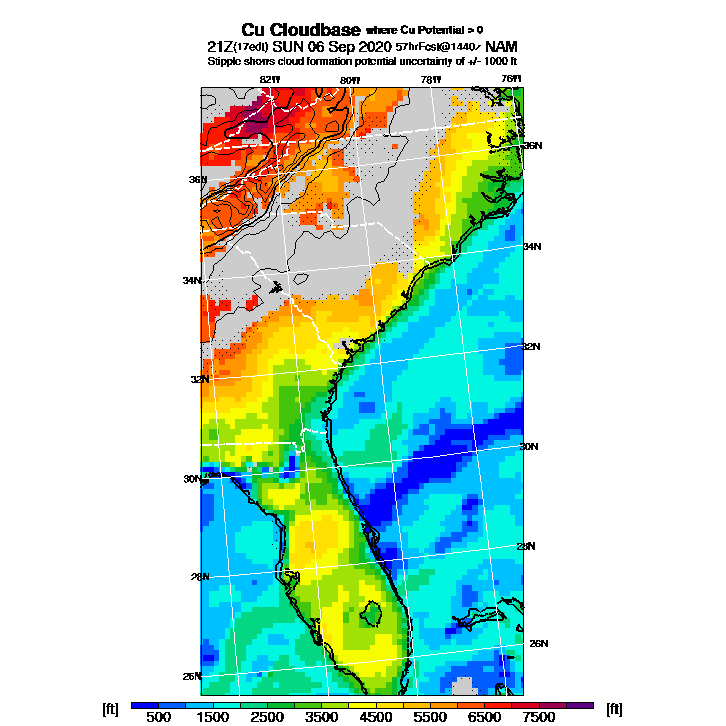 Cu Cloudbase where Cu Potential > 0
21Z(17edt) SUN 06 Sep 2020 57hrFcst@1440z NAM
Stipple shows cloud formation potential uncertainty of +/- 1000 ft
82W 80W 78W 76W
36N
36N
34N
34N
32N
32N
30N
30N
28N
28N
26N
26N
[ft] 500 1500 2500 3500 4500 5500 6500 7500 [ft]